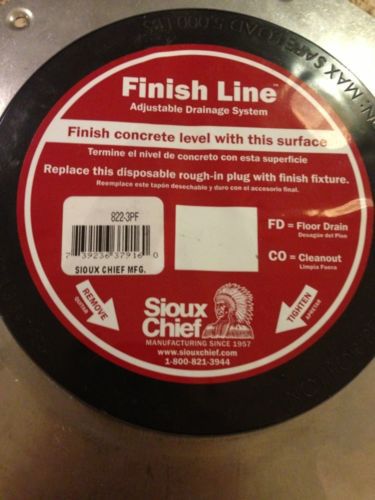 MAX SAFE LOAD 5,000 LBS
Finish Line™
Adjustable Drainage System
Finish concrete level with this surface
Termine el nivel de concreto con esta superficie
Replace this disposable rough-in plug with finish fixture.
Reemplace este tapón desechable y duro con el accesorio final.
822-3PF
7 39236 37916 0
SIOUX CHIEF MFG.
FD = Floor Drain
Desagüe del Piso
CO = Cleanout
Limpia Fuera
REMOVE
QUITAR
TIGHTEN
APRETAR
Sioux
Chief
MANUFACTURING SINCE 1957
www.siouxchief.com
1-800-821-3944